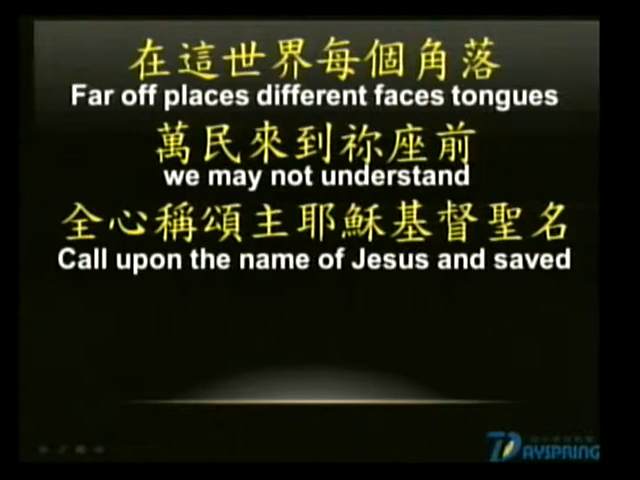 在這世界每個角落
Far off places different faces tongues
萬民來到祢座前
we may not understand
全心稱頌主耶穌基督聖名
Call upon the name of Jesus and saved
DAYSPRING